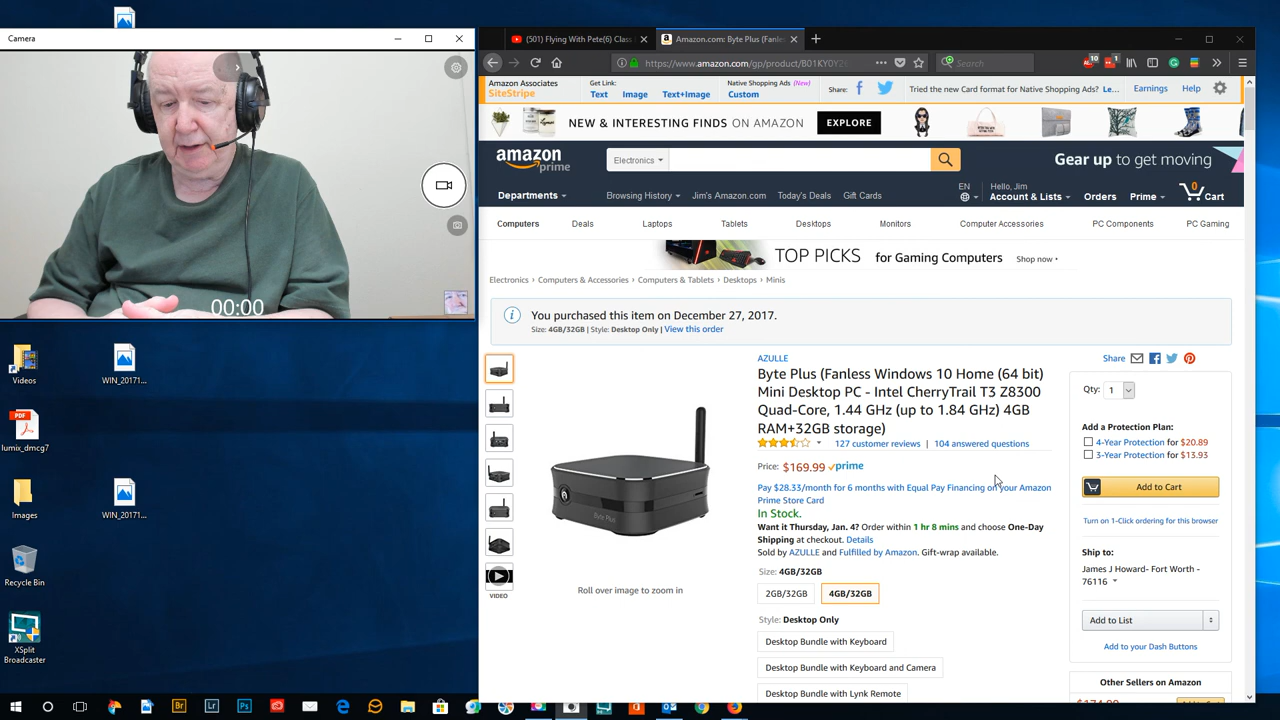 Camera
00:00
Videos
WIN_20171...
lumix_dmcg7
Images
WIN_20171...
Recycle Bin
XSplit
Broadcaster
(501) Flying With Pete(6) Class
Amazon.com: Byte Plus (Fanles
https://www.amazon.com/gp/product/B01KY0Y2
Search
Amazon Associates
SiteStripe
Get Link:
Text Image Text+Image
Native Shopping Ads (New)
Custom
Share:
Tried the new Card format for Native Shopping Ads? Le...
Earnings Help
NEW & INTERESTING FINDS ON AMAZON EXPLORE
amazon
prime
Electronics
Gear up to get moving
Departments
Browsing History Jim's Amazon.com Today's Deals Gift Cards
EN
Hello, Jim
Account & Lists Orders Prime
0
Cart
Computers Deals Laptops Tablets Desktops Monitors Computer Accessories PC Components PC Gaming
TOP PICKS for Gaming Computers Shop now
Electronics › Computers & Accessories › Computers & Tablets › Desktops › Minis
You purchased this item on December 27, 2017.
Size: 4GB/32GB | Style: Desktop Only | View this order
Byte Plus
Roll over image to zoom in
VIDEO
AZULLE
Byte Plus (Fanless Windows 10 Home (64 bit)
Mini Desktop PC - Intel CherryTrail T3 Z8300
Quad-Core, 1.44 GHz (up to 1.84 GHz) 4GB
RAM+32GB storage)
127 customer reviews | 104 answered questions
Price: $169.99 prime
Pay $28.33/month for 6 months with Equal Pay Financing on your Amazon
Prime Store Card
In Stock.
Want it Thursday, Jan. 4? Order within 1 hr 8 mins and choose One-Day
Shipping at checkout. Details
Sold by AZULLE and Fulfilled by Amazon. Gift-wrap available.
Size: 4GB/32GB
2GB/32GB 4GB/32GB
Style: Desktop Only
Desktop Bundle with Keyboard
Desktop Bundle with Keyboard and Camera
Desktop Bundle with Lynk Remote
Share
Qty: 1
Add a Protection Plan:
4-Year Protection for $20.89
3-Year Protection for $13.93
Add to Cart
Turn on 1-Click ordering for this browser
Ship to:
James J Howard- Fort Worth -
76116
Add to List
Add to your Dash Buttons
Other Sellers on Amazon